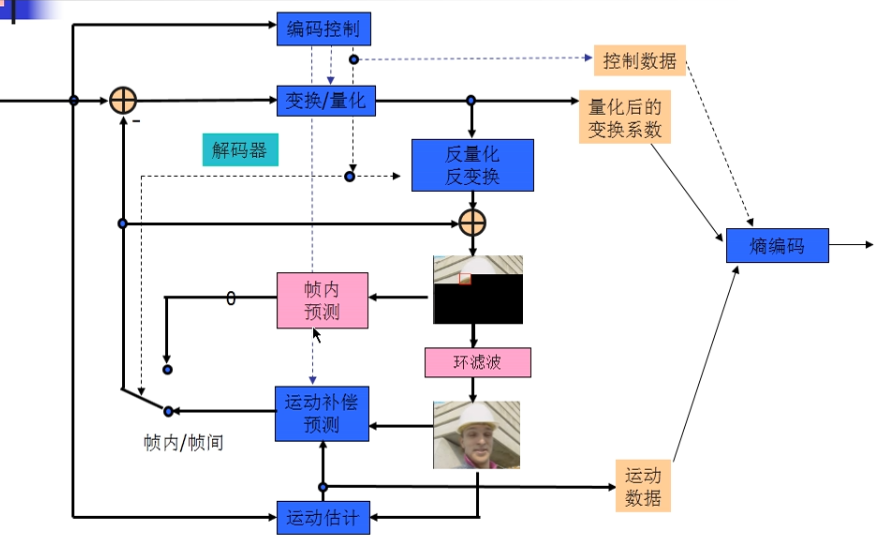 编码控制
控制数据
变换/量化
量化后的
变换系数
-
解码器
反量化
反变换
熵编码
帧内
预测
0
环滤波
运动补偿
预测
帧内/帧间
运动
数据
运动估计